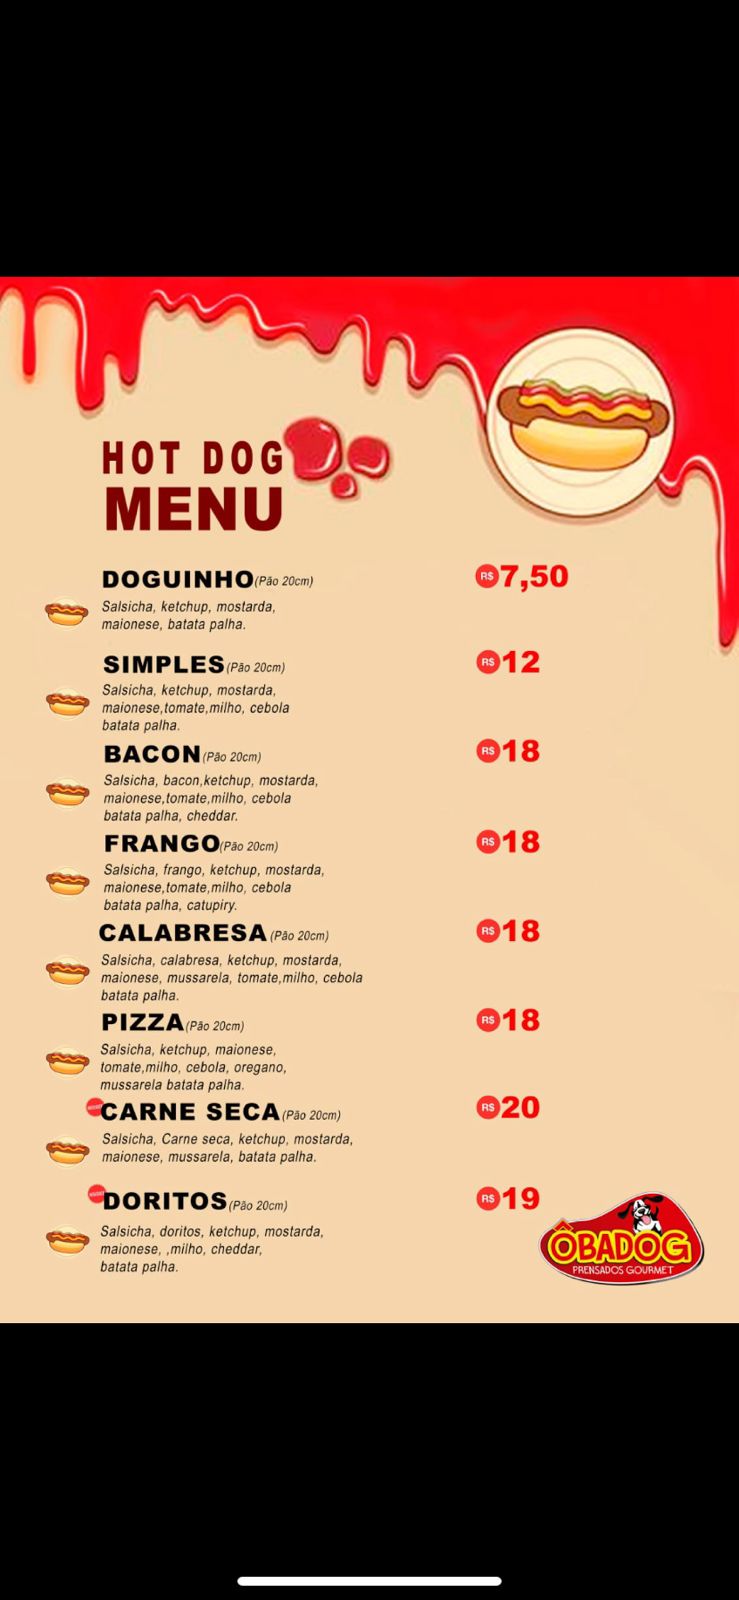 HOT DOG
MENU
DOGUINHO (Pão 20cm) R$ 7,50
Salsicha, ketchup, mostarda,
maionese, batata palha.
SIMPLES (Pão 20cm) R$ 12
Salsicha, ketchup, mostarda,
maionese,tomate,milho, cebola
batata palha.
BACON (Pão 20cm) R$ 18
Salsicha, bacon,ketchup, mostarda,
maionese,tomate,milho, cebola
batata palha, cheddar.
FRANGO (Pão 20cm) R$ 18
Salsicha, frango, ketchup, mostarda,
maionese,tomate,milho, cebola
batata palha, catupiry.
CALABRESA (Pão 20cm) R$ 18
Salsicha, calabresa, ketchup, mostarda,
maionese, mussarela, tomate,milho, cebola
batata palha.
PIZZA (Pão 20cm) R$ 18
Salsicha, ketchup, maionese,
tomate,milho, cebola, oregano,
mussarela batata palha.
CARNE SECA (Pão 20cm) R$ 20
Salsicha, Carne seca, ketchup, mostarda,
maionese, mussarela, batata palha.
DORITOS (Pão 20cm) R$ 19
Salsicha, doritos, ketchup, mostarda,
maionese, ,milho, cheddar,
batata palha.
ÔBADOG
PRENSADOS GOURMET